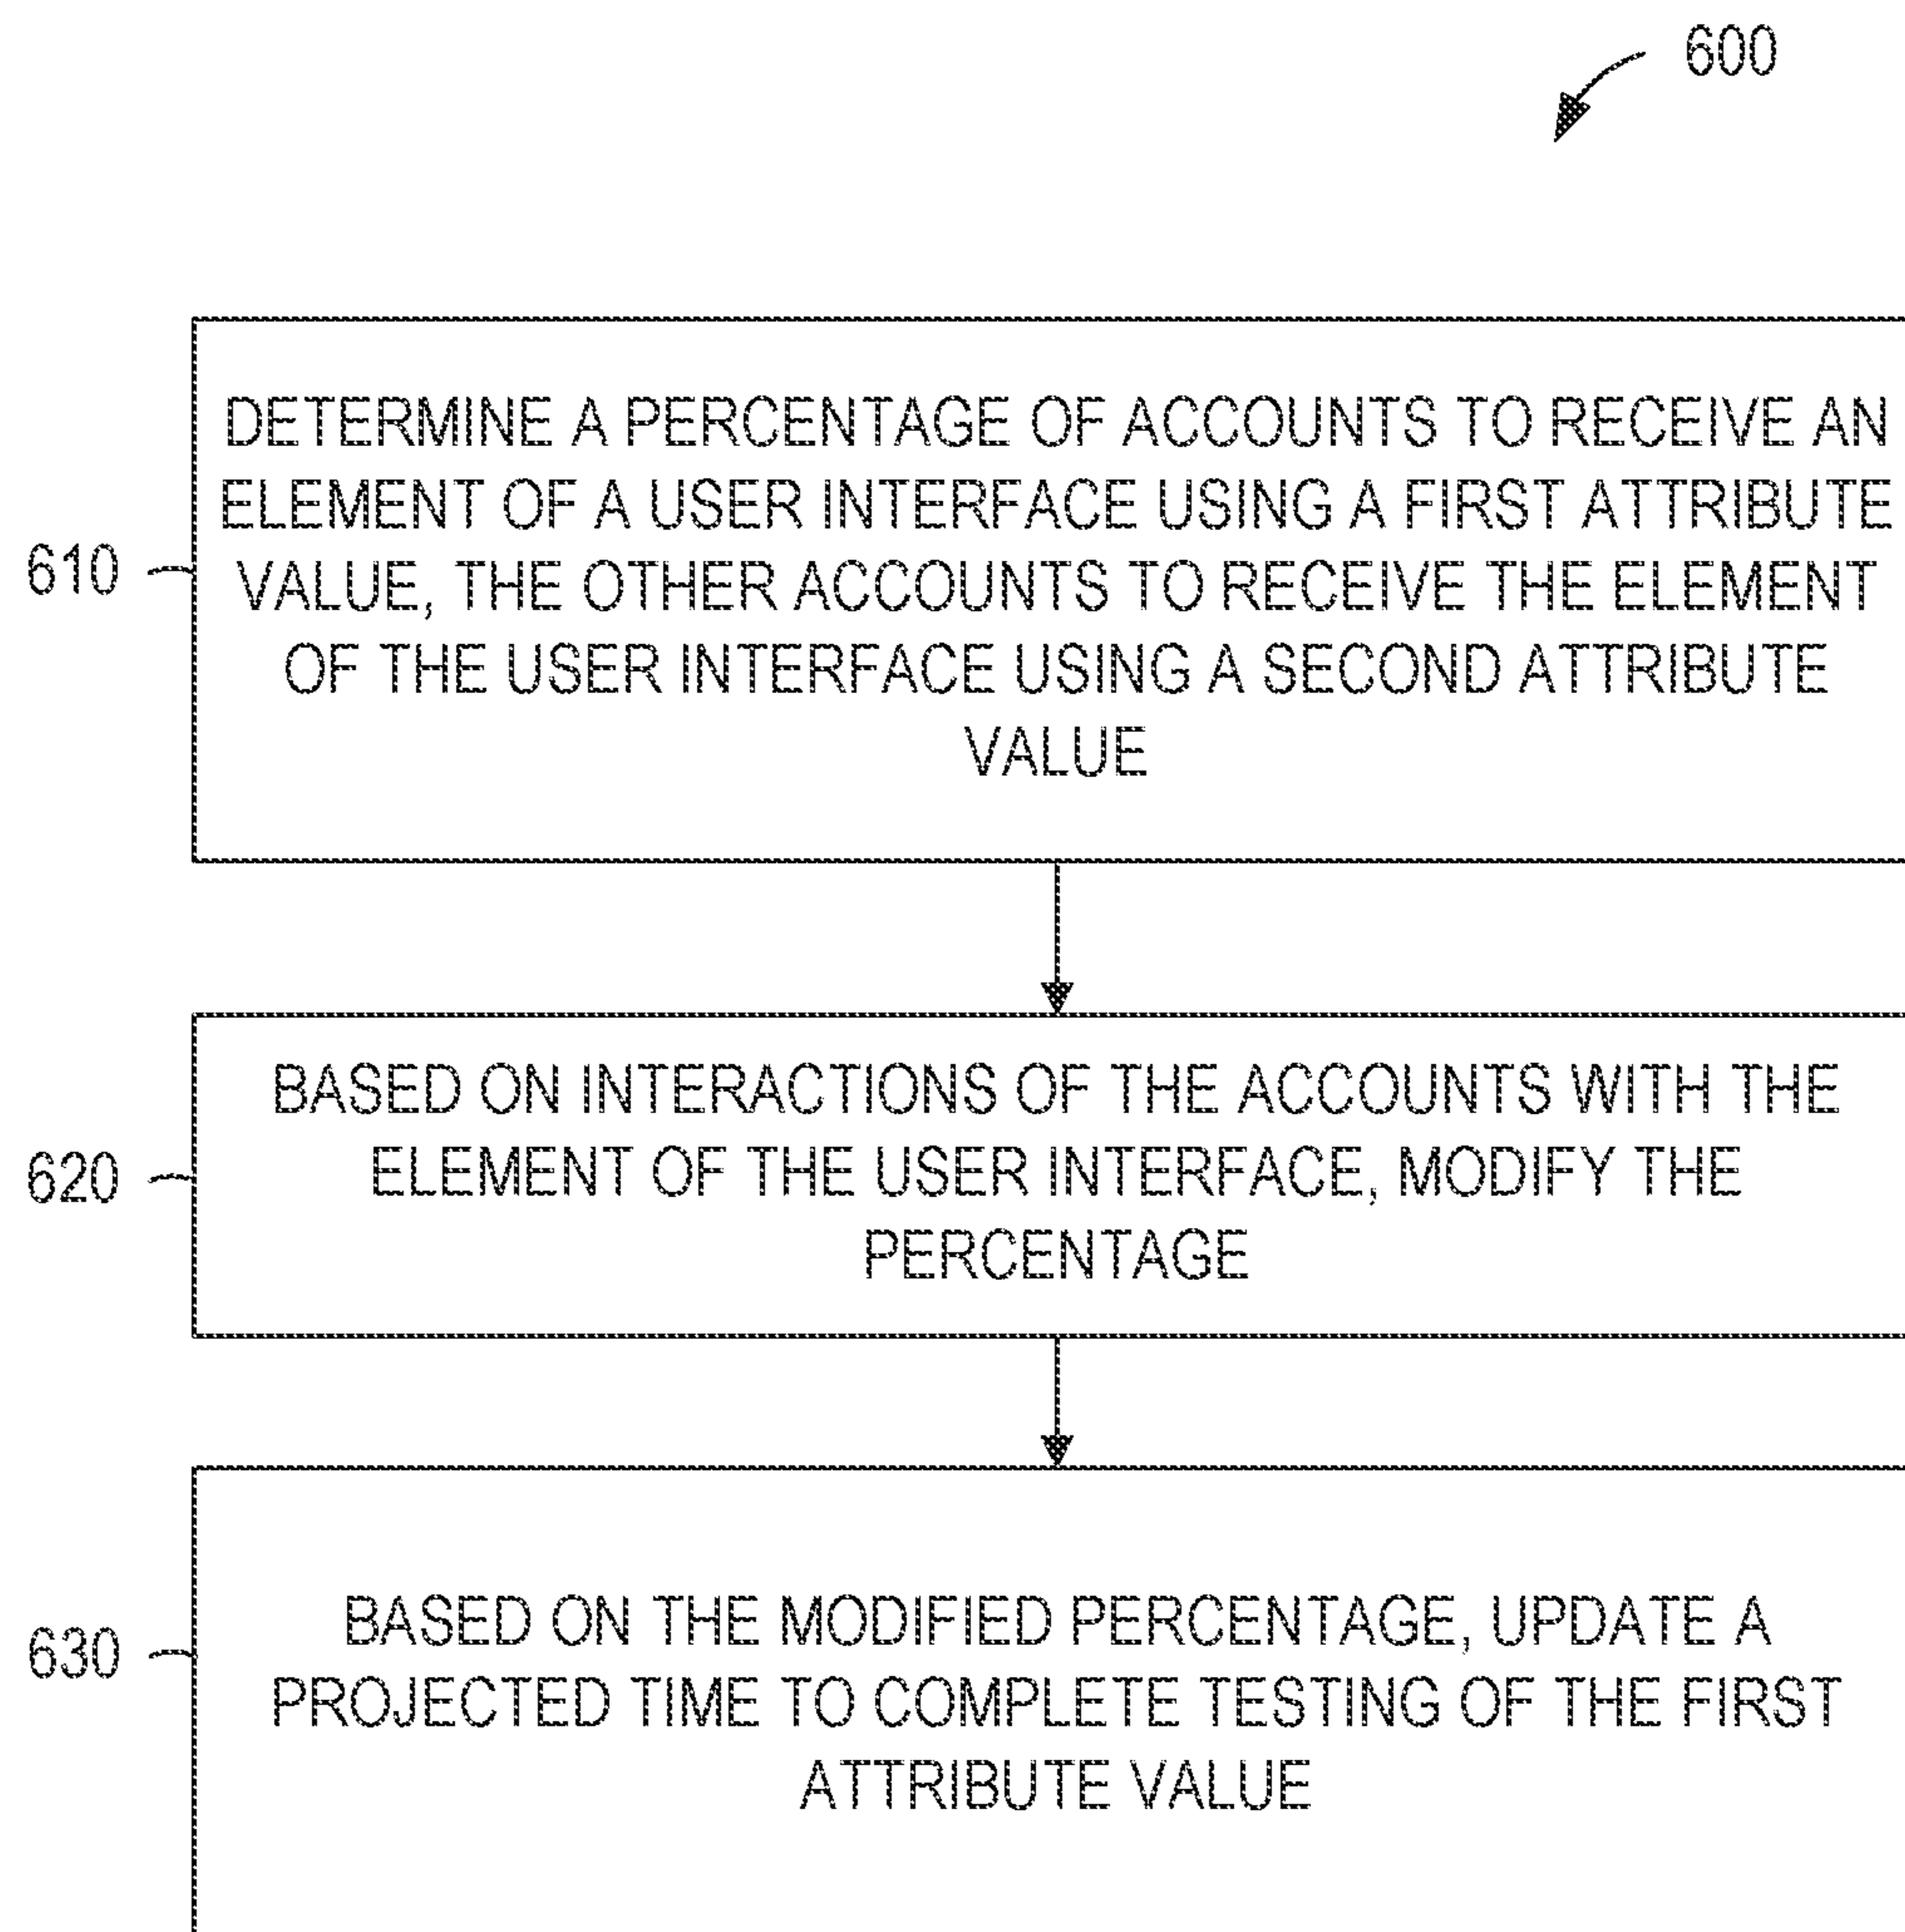 600
DETERMINE A PERCENTAGE OF ACCOUNTS TO RECEIVE AN
ELEMENT OF A USER INTERFACE USING A FIRST ATTRIBUTE
610
VALUE, THE OTHER ACCOUNTS TO RECEIVE THE ELEMENT
OF THE USER INTERFACE USING A SECOND ATTRIBUTE
VALUE
BASED ON INTERACTIONS OF THE ACCOUNTS WITH THE
620
ELEMENT OF THE USER INTERFACE, MODIFY THE
PERCENTAGE
BASED ON THE MODIFIED PERCENTAGE, UPDATE A
630
PROJECTED TIME TO COMPLETE TESTING OF THE FIRST
ATTRIBUTE VALUE